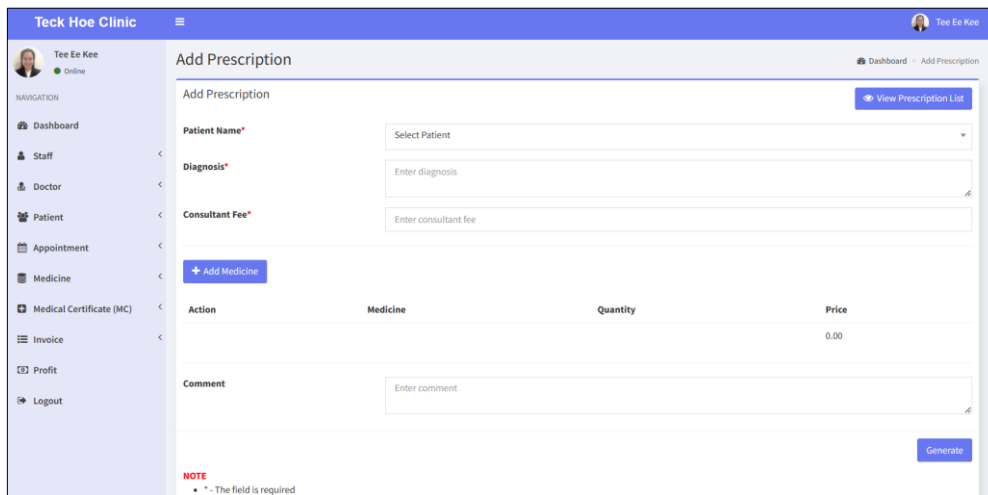 Teck Hoe Clinic
Tee Ee Kee
Tee Ee Kee
Online
NAVIGATION
Dashboard
Staff
Doctor
Patient
Appointment
Medicine
Medical Certificate (MC)
Invoice
Profit
Logout
Add Prescription
Dashboard > Add Prescription
Add Prescription
View Prescription List
Patient Name*
Select Patient
Diagnosis*
Enter diagnosis
Consultant Fee*
Enter consultant fee
+ Add Medicine
Action Medicine Quantity Price
0.00
Comment
Enter comment
Generate
NOTE
• * - The field is required